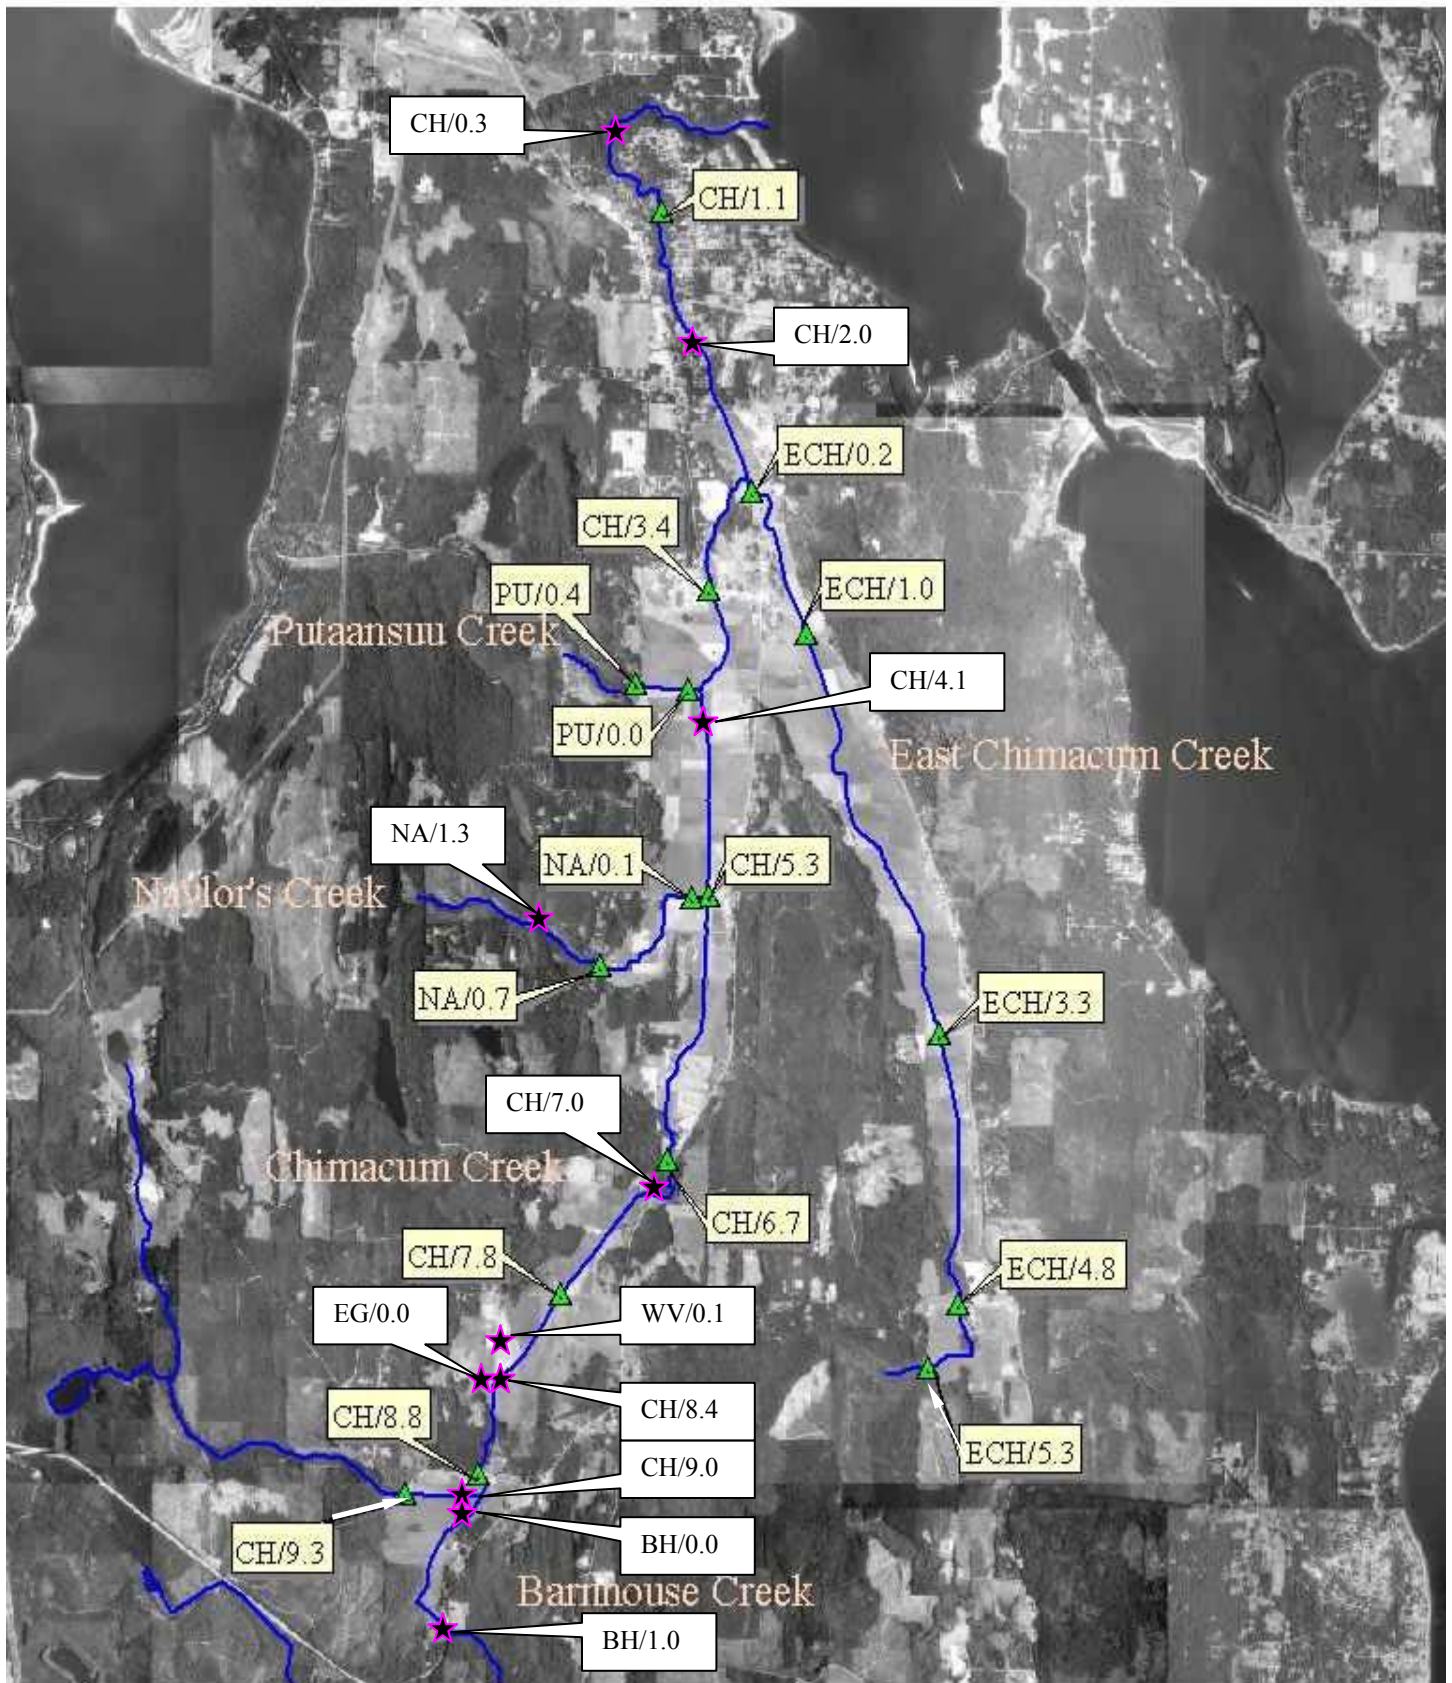 CH/0.3
CH/1.1
CH/2.0
ECH/0.2
CH/3.4
PU/0.4
ECH/1.0
Putaansuu Creek
CH/4.1
PU/0.0
East Chimacum Creek
NA/1.3
NA/0.1
CH/5.3
Naylor's Creek
NA/0.7
ECH/3.3
CH/7.0
Chimacum Creek
CH/6.7
CH/7.8
ECH/4.8
EG/0.0
WV/0.1
CH/8.8
CH/8.4
ECH/5.3
CH/9.0
CH/9.3
BH/0.0
Barnhouse Creek
BH/1.0